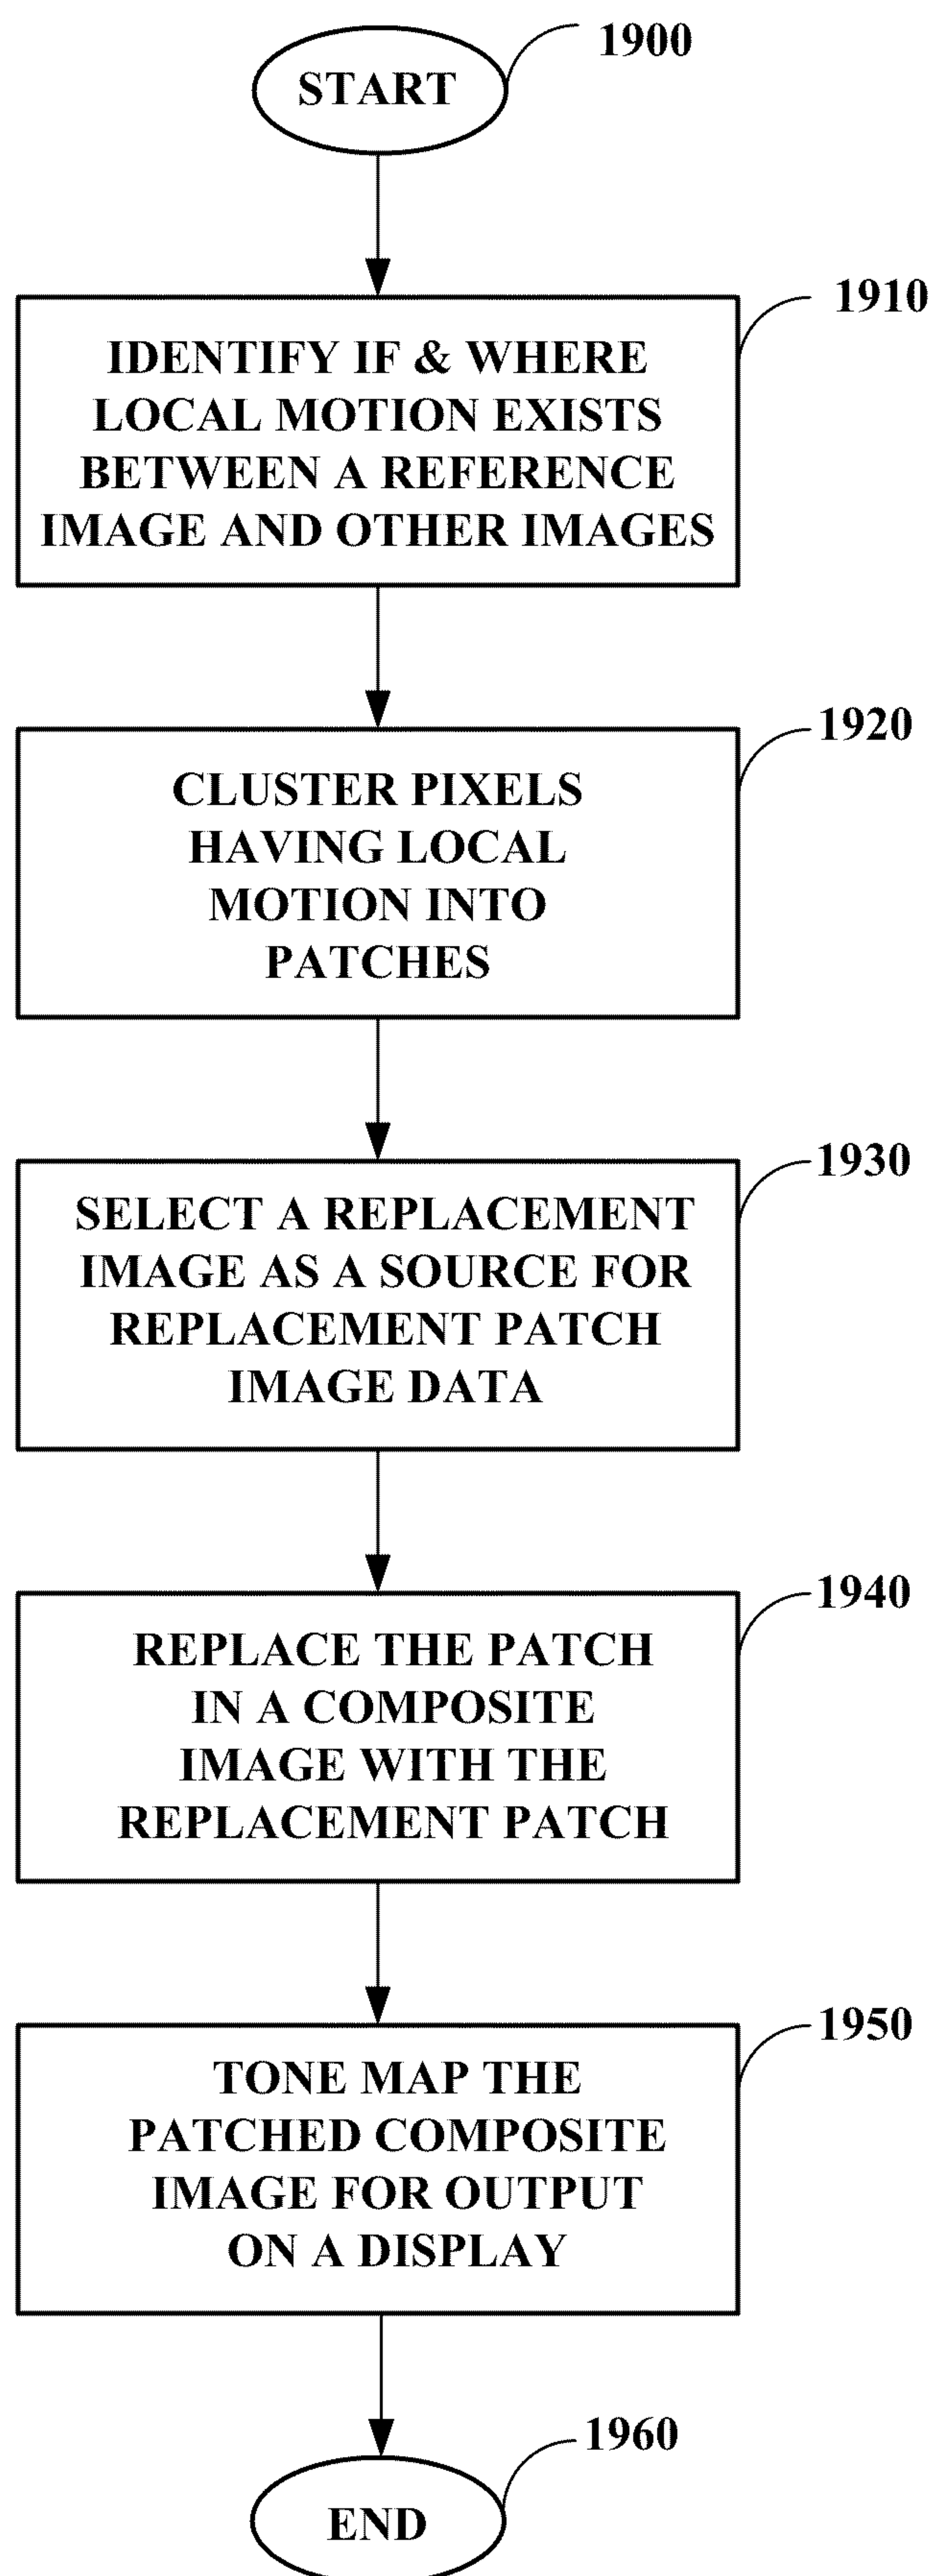 START
1900
1910
IDENTIFY IF & WHERE
LOCAL MOTION EXISTS
BETWEEN A REFERENCE
IMAGE AND OTHER IMAGES
1920
CLUSTER PIXELS
HAVING LOCAL
MOTION INTO
PATCHES
1930
SELECT A REPLACEMENT
IMAGE AS A SOURCE FOR
REPLACEMENT PATCH
IMAGE DATA
1940
REPLACE THE PATCH
IN A COMPOSITE
IMAGE WITH THE
REPLACEMENT PATCH
1950
TONE MAP THE
PATCHED COMPOSITE
IMAGE FOR OUTPUT
ON A DISPLAY
1960
END